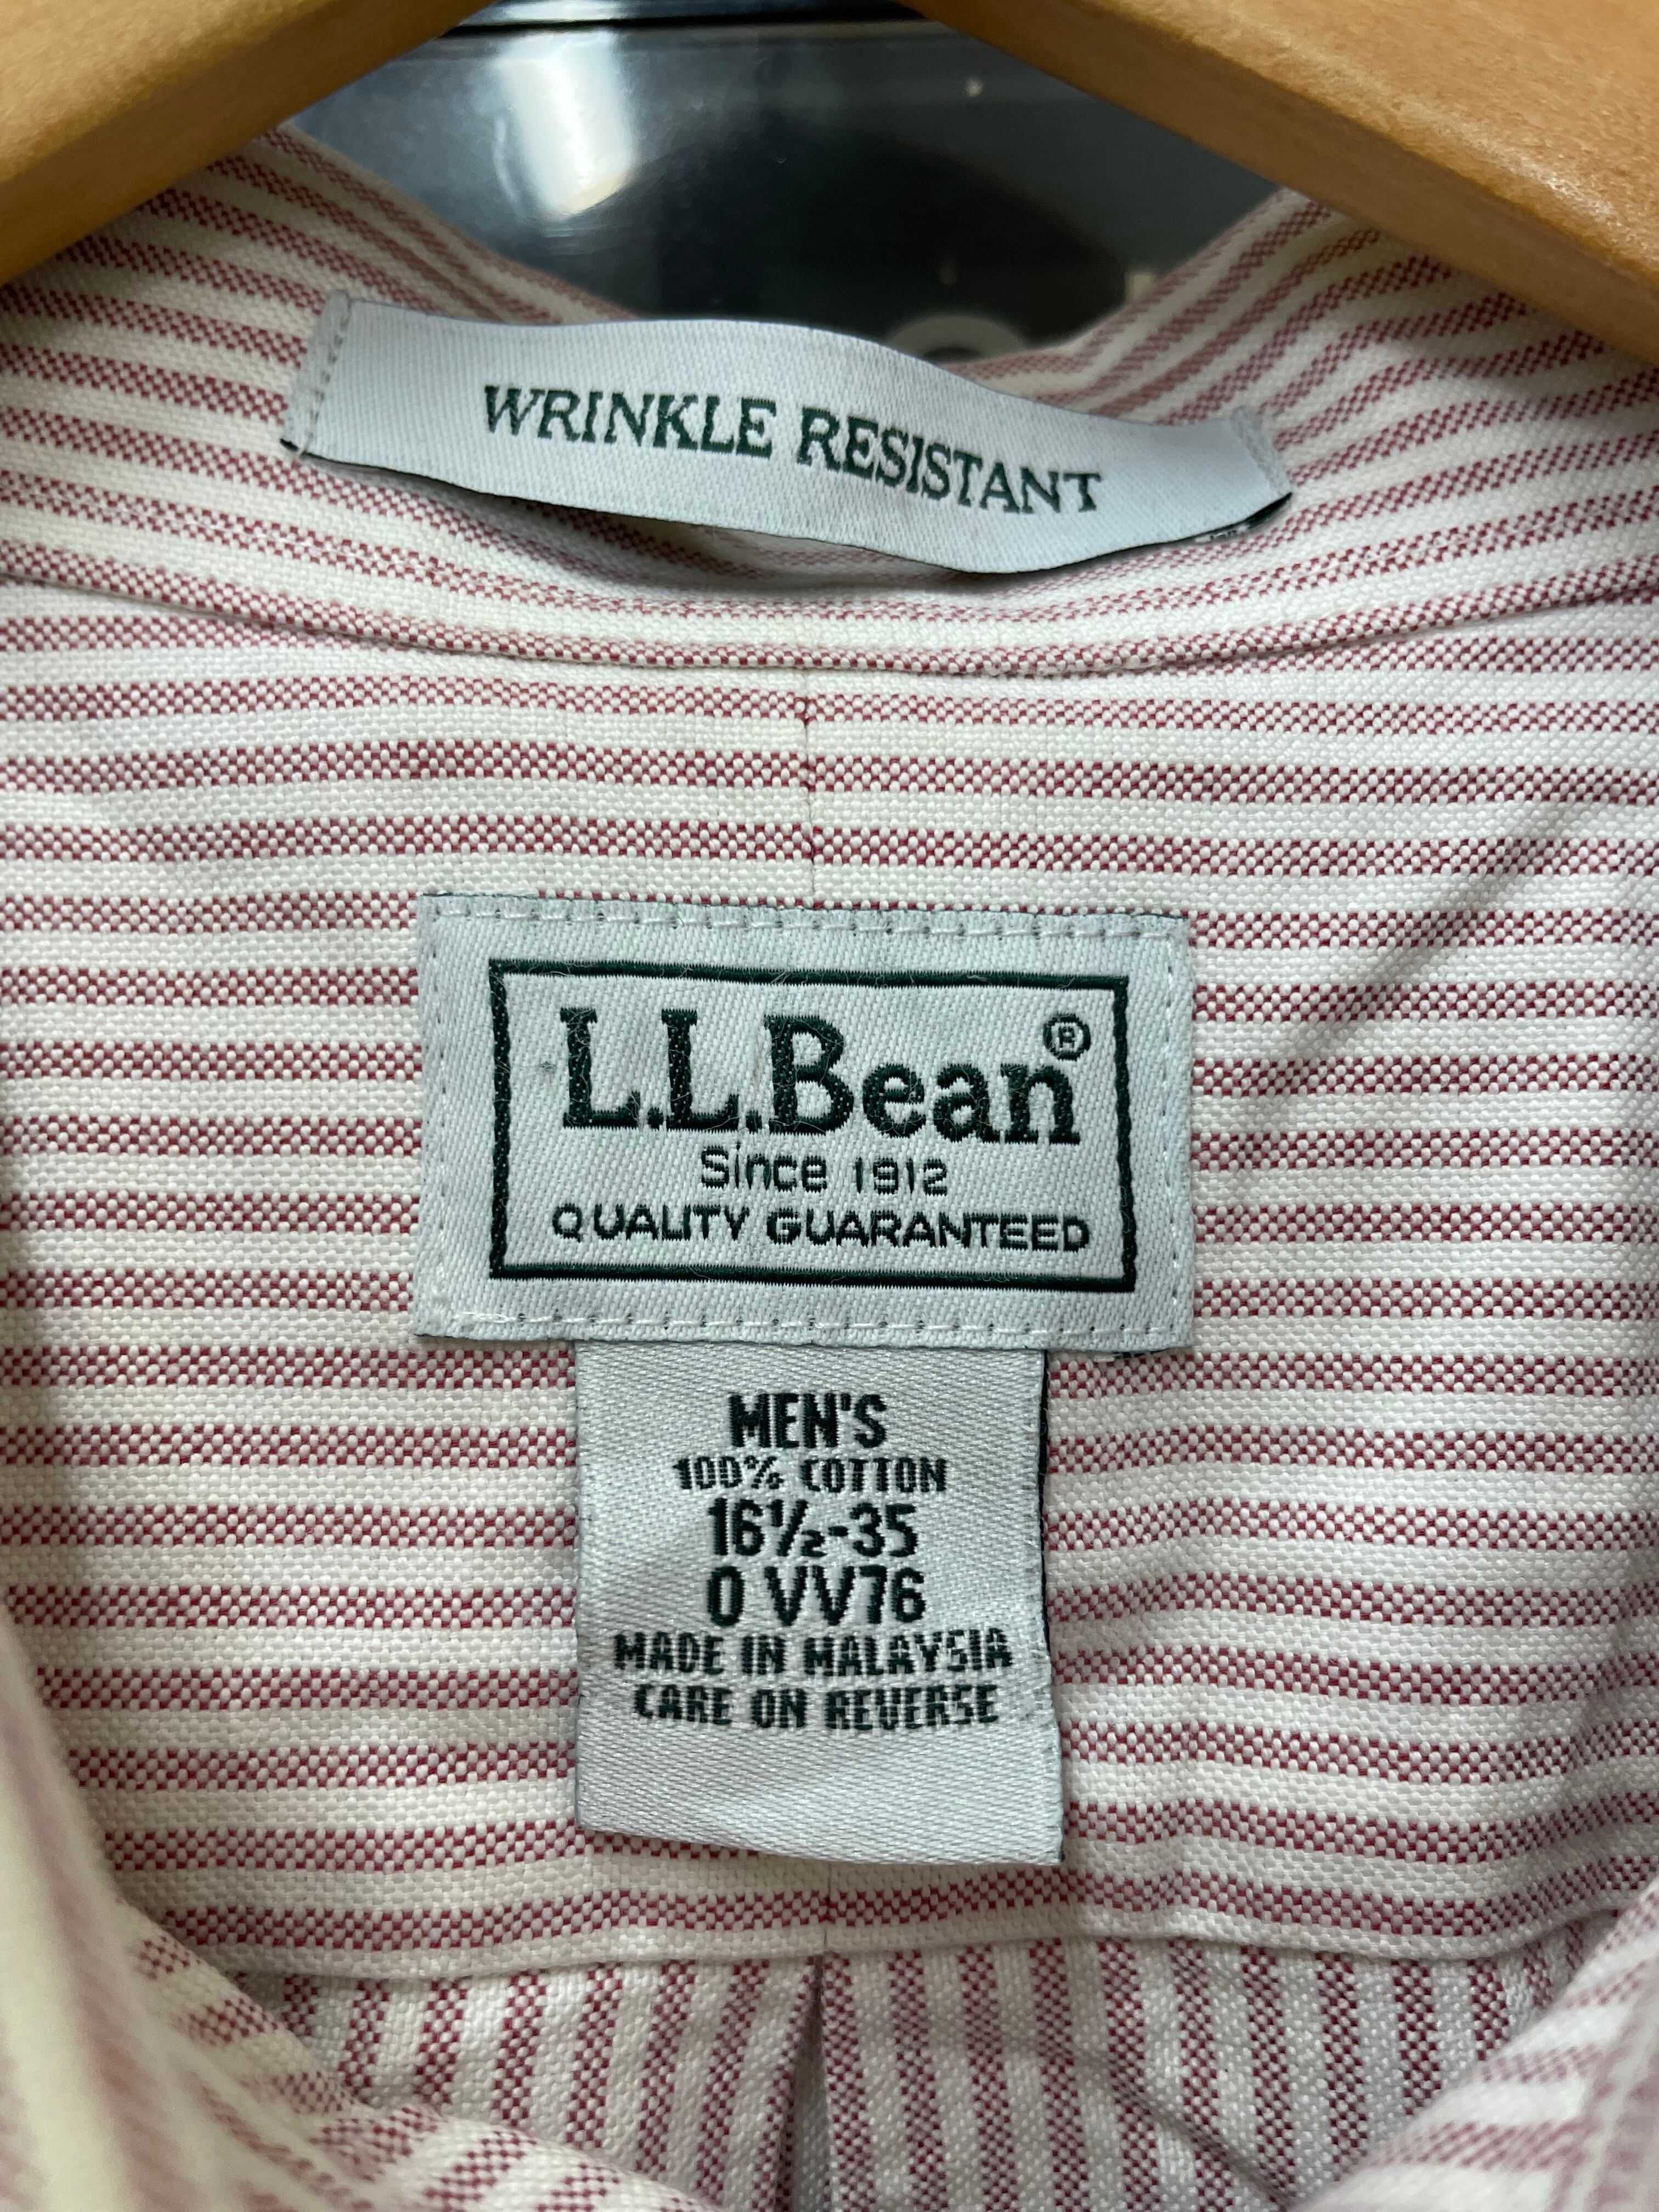 WRINKLE RESISTANT
L.L.Bean®
Since 1912
QUALITY GUARANTEED
MEN'S
100% COTTON
16½-35
0 VV76
MADE IN MALAYSIA
CARE ON REVERSE